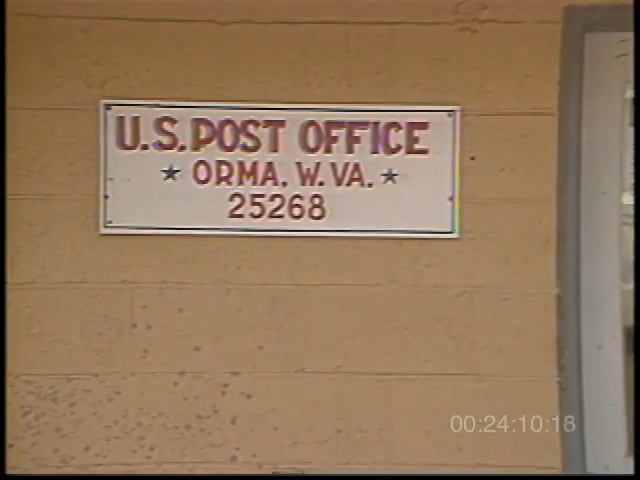 U.S. POST OFFICE
★ ORMA, W. VA. ★
25268
00:24:10:18